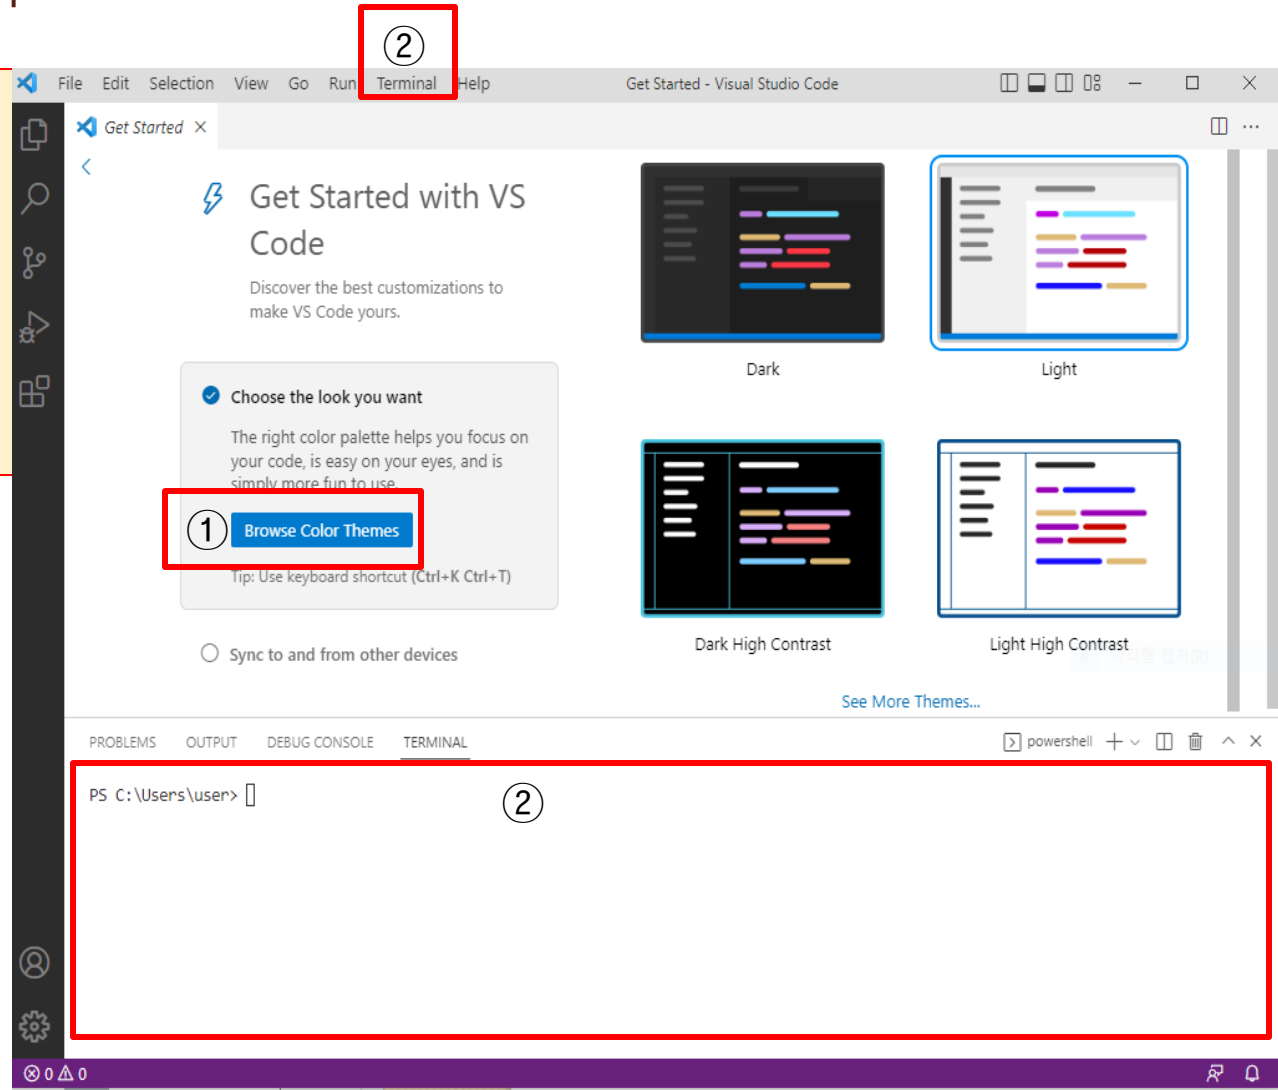 ②
File Edit Selection View Go Run Terminal Help Get Started - Visual Studio Code
Get Started
Get Started with VS
Code
Discover the best customizations to
make VS Code yours.
Choose the look you want
The right color palette helps you focus on
your code, is easy on your eyes, and is
simply more fun to use.
① Browse Color Themes
Tip: Use keyboard shortcut (Ctrl+K Ctrl+T)
Sync to and from other devices
Dark Light
Dark High Contrast Light High Contrast
See More Themes...
PROBLEMS OUTPUT DEBUG CONSOLE TERMINAL powershell
PS C:\Users\user>
②
0 0